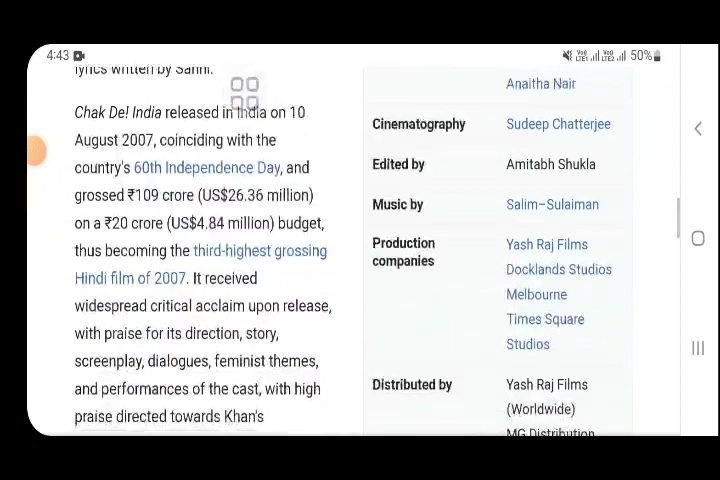 4:43
Vo) LTE1 Vo) LTE2 50%
lyrics written by Sahni.
Chak De! India released in India on 10
August 2007, coinciding with the
country's 60th Independence Day, and
grossed ₹109 crore (US$26.36 million)
on a ₹20 crore (US$4.84 million) budget,
thus becoming the third-highest grossing
Hindi film of 2007. It received
widespread critical acclaim upon release,
with praise for its direction, story,
screenplay, dialogues, feminist themes,
and performances of the cast, with high
praise directed towards Khan's
Anaitha Nair
Cinematography Sudeep Chatterjee
Edited by Amitabh Shukla
Music by Salim–Sulaiman
Production companies Yash Raj Films
Docklands Studios
Melbourne
Times Square
Studios
Distributed by Yash Raj Films
(Worldwide)
MG Distribution